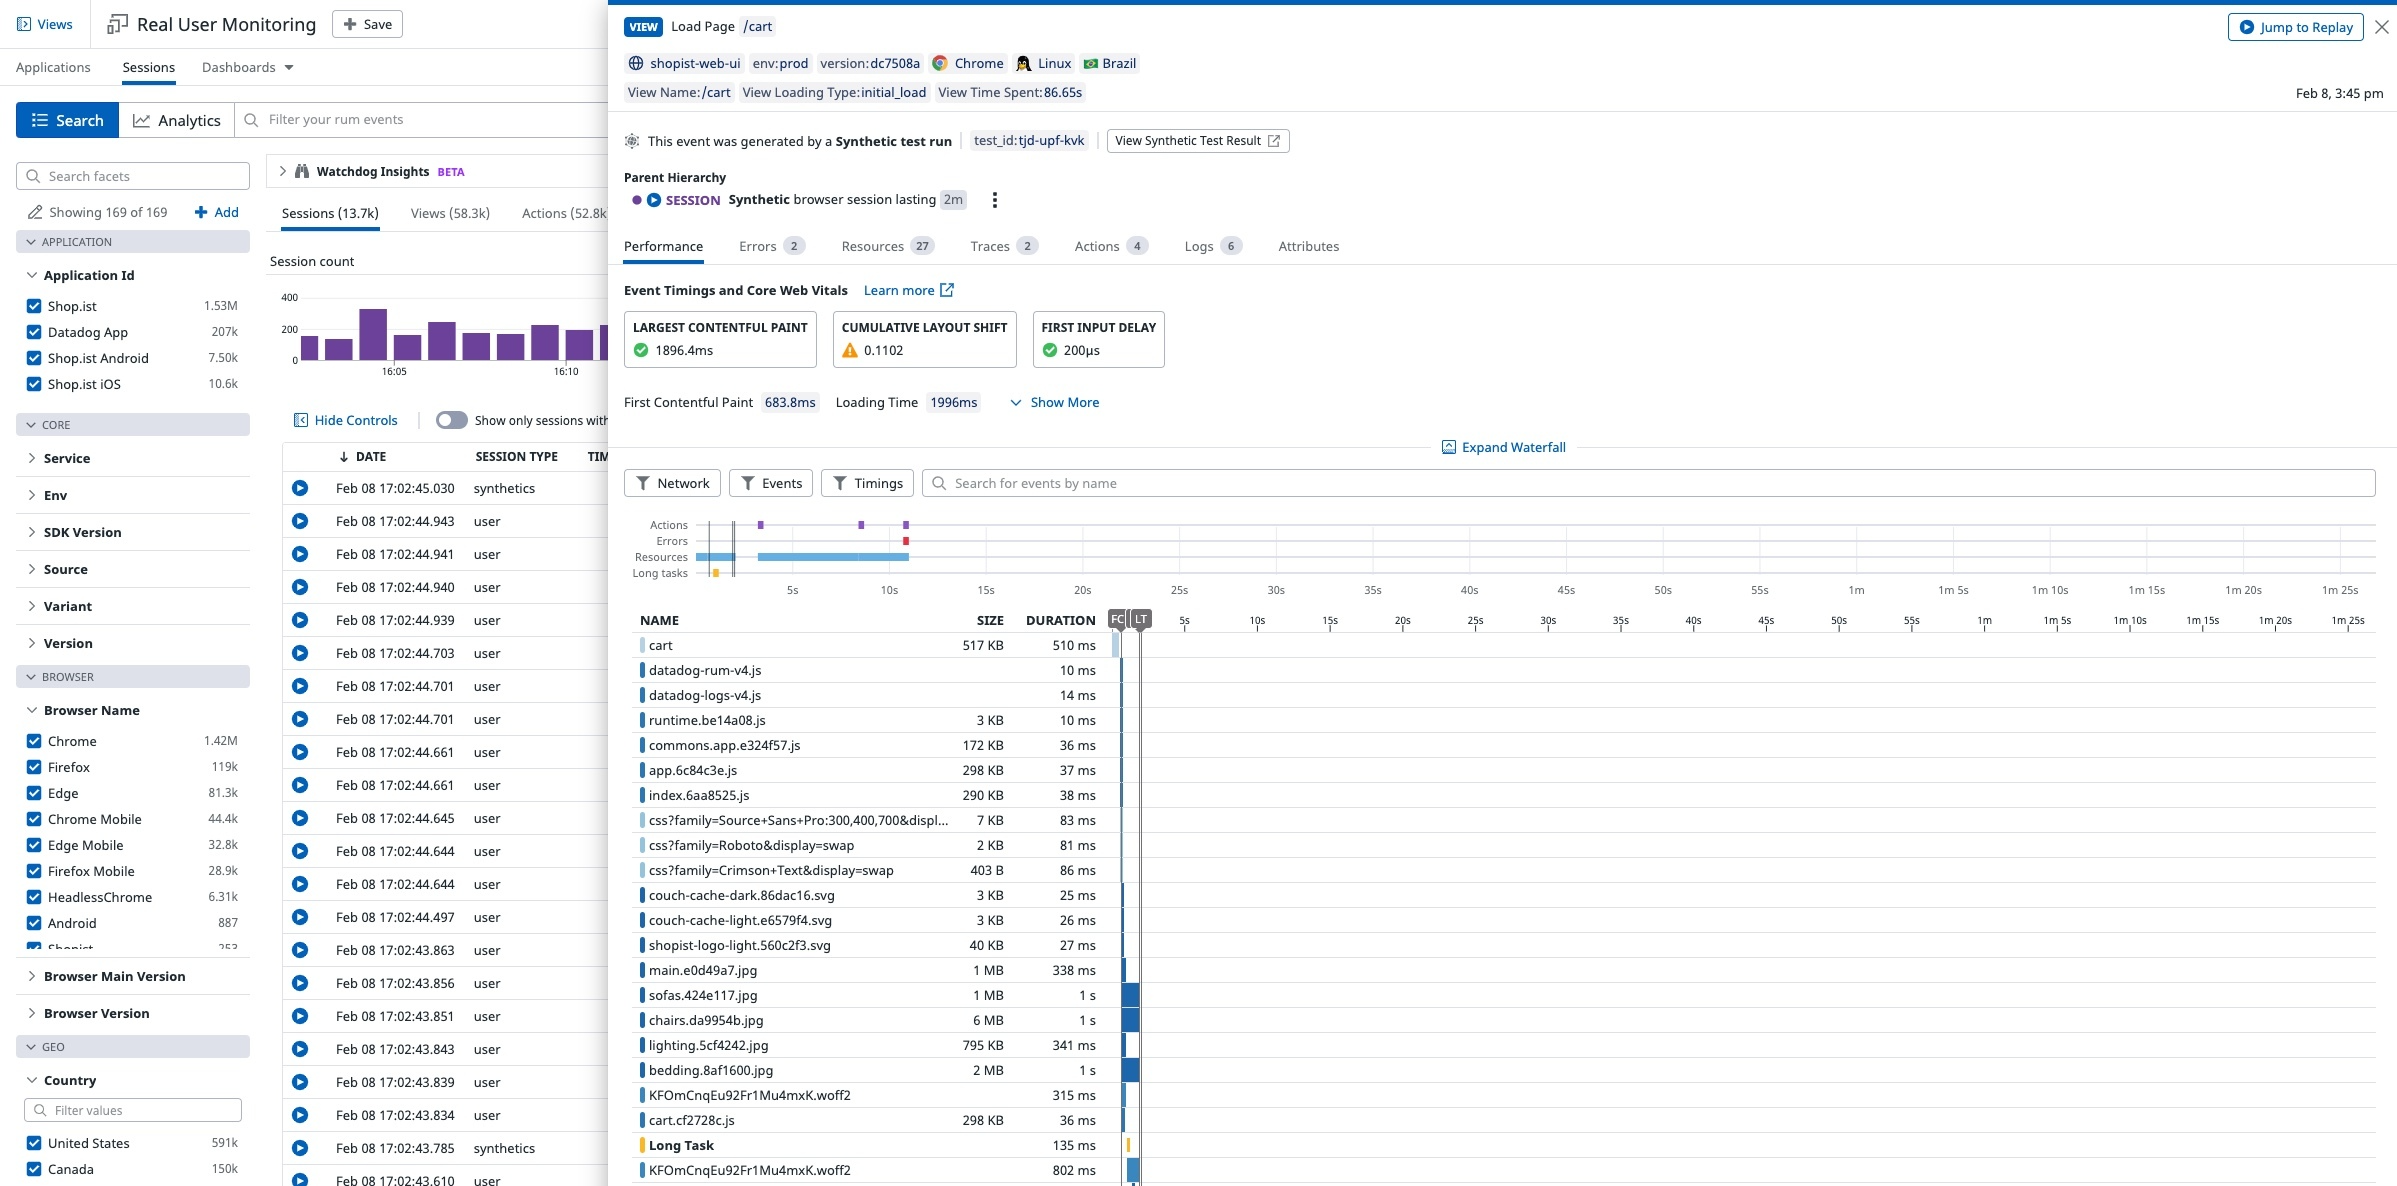 Views
Real User Monitoring
Save
Applications
Sessions
Dashboards
Search
Analytics
Filter your rum events
Search facets
Showing 169 of 169
Add
APPLICATION
Application Id
Shop.ist 1.53M
Datadog App 207k
Shop.ist Android 7.50k
Shop.ist iOS 10.6k
CORE
Service
Env
SDK Version
Source
Variant
Version
BROWSER
Browser Name
Chrome 1.42M
Firefox 119k
Edge 81.3k
Chrome Mobile 44.4k
Edge Mobile 32.8k
Firefox Mobile 28.9k
HeadlessChrome 6.31k
Android 887
Shopist 253
Browser Main Version
Browser Version
GEO
Country
Filter values
United States 591k
Canada 150k
Watchdog Insights BETA
Sessions (13.7k) Views (58.3k) Actions (52.8k
Session count
400
200
0
16:05 16:10
Hide Controls
Show only sessions with
DATE SESSION TYPE TIM
Feb 08 17:02:45.030 synthetics
Feb 08 17:02:44.943 user
Feb 08 17:02:44.941 user
Feb 08 17:02:44.940 user
Feb 08 17:02:44.939 user
Feb 08 17:02:44.703 user
Feb 08 17:02:44.701 user
Feb 08 17:02:44.701 user
Feb 08 17:02:44.661 user
Feb 08 17:02:44.661 user
Feb 08 17:02:44.645 user
Feb 08 17:02:44.644 user
Feb 08 17:02:44.644 user
Feb 08 17:02:44.497 user
Feb 08 17:02:43.863 user
Feb 08 17:02:43.856 user
Feb 08 17:02:43.851 user
Feb 08 17:02:43.843 user
Feb 08 17:02:43.839 user
Feb 08 17:02:43.834 user
Feb 08 17:02:43.785 synthetics
Feb 08 17:02:43.610 user
VIEW Load Page /cart
Jump to Replay
shopist-web-ui env:prod version:dc7508a Chrome Linux Brazil
View Name:/cart View Loading Type:initial_load View Time Spent:86.65s
Feb 8, 3:45 pm
This event was generated by a Synthetic test run test_id:tjd-upf-kvk View Synthetic Test Result
Parent Hierarchy
SESSION Synthetic browser session lasting 2m
Performance Errors 2 Resources 27 Traces 2 Actions 4 Logs 6 Attributes
Event Timings and Core Web Vitals Learn more
LARGEST CONTENTFUL PAINT
1896.4ms
CUMULATIVE LAYOUT SHIFT
0.1102
FIRST INPUT DELAY
200µs
First Contentful Paint 683.8ms Loading Time 1996ms Show More
Expand Waterfall
Network Events Timings Search for events by name
Actions
Errors
Resources
Long tasks
5s 10s 15s 20s 25s 30s 35s 40s 45s 50s 55s 1m 1m 5s 1m 10s 1m 15s 1m 20s 1m 25s
NAME SIZE DURATION FC LT 5s 10s 15s 20s 25s 30s 35s 40s 45s 50s 55s 1m 1m 5s 1m 10s 1m 15s 1m 20s 1m 25s
cart 517 KB 510 ms
datadog-rum-v4.js 10 ms
datadog-logs-v4.js 14 ms
runtime.be14a08.js 3 KB 10 ms
commons.app.e324f57.js 172 KB 36 ms
app.6c84c3e.js 298 KB 37 ms
index.6aa8525.js 290 KB 38 ms
css?family=Source+Sans+Pro:300,400,700&displ... 7 KB 83 ms
css?family=Roboto&display=swap 2 KB 81 ms
css?family=Crimson+Text&display=swap 403 B 86 ms
couch-cache-dark.86dac16.svg 3 KB 25 ms
couch-cache-light.e6579f4.svg 3 KB 26 ms
shopist-logo-light.560c2f3.svg 40 KB 27 ms
main.e0d49a7.jpg 1 MB 338 ms
sofas.424e117.jpg 1 MB 1 s
chairs.da9954b.jpg 6 MB 1 s
lighting.5cf4242.jpg 795 KB 341 ms
bedding.8af1600.jpg 2 MB 1 s
KFOmCnqEu92Fr1Mu4mxK.woff2 315 ms
cart.cf2728c.js 298 KB 36 ms
Long Task 135 ms
KFOmCnqEu92Fr1Mu4mxK.woff2 802 ms